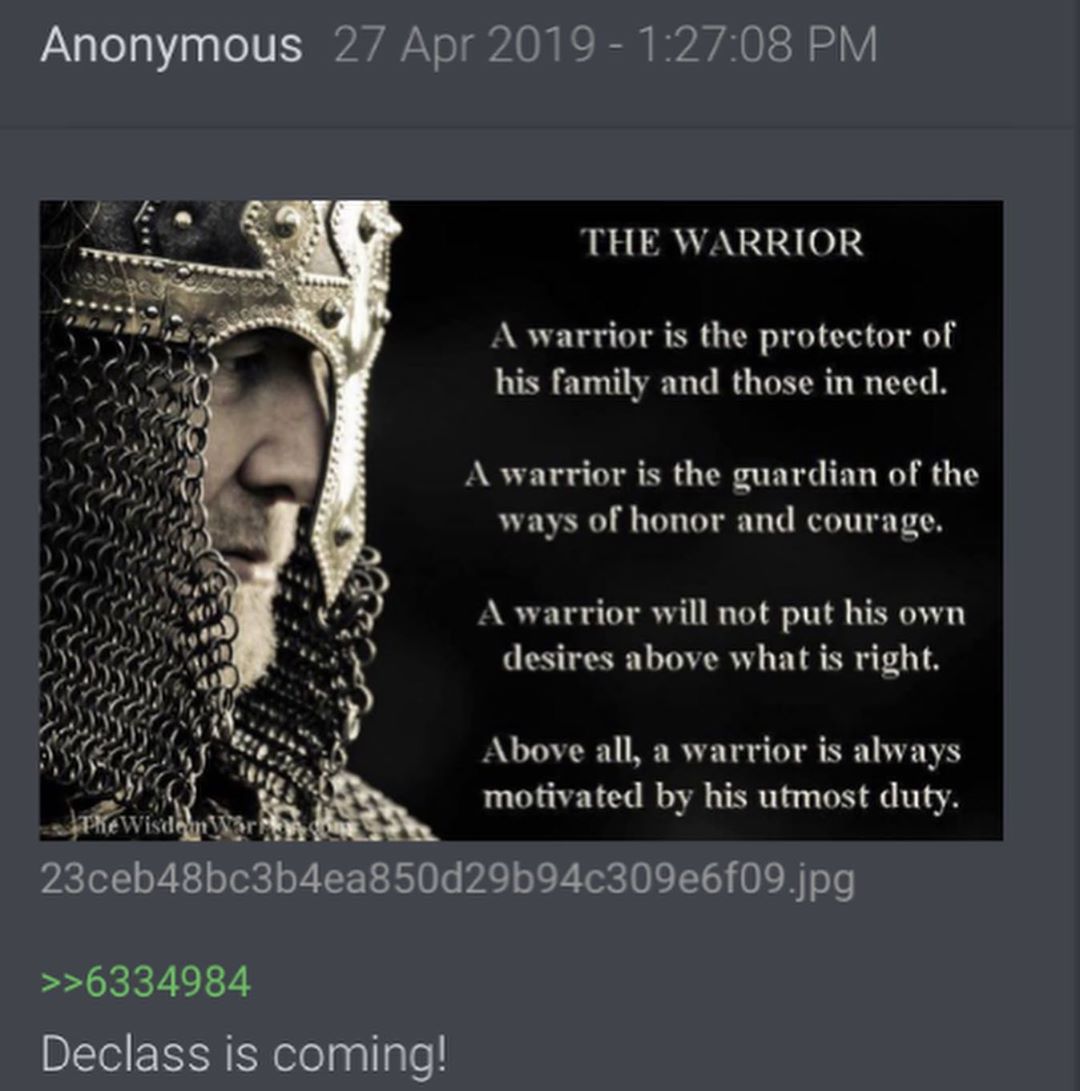 Anonymous 27 Apr 2019 - 1:27:08 PM
THE WARRIOR
A warrior is the protector of
his family and those in need.
A warrior is the guardian of the
ways of honor and courage.
A warrior will not put his own
desires above what is right.
Above all, a warrior is always
motivated by his utmost duty.
TheWisdomWarrior.com
23ceb48bc3b4ea850d29b94c309e6f09.jpg
>>6334984
Declass is coming!